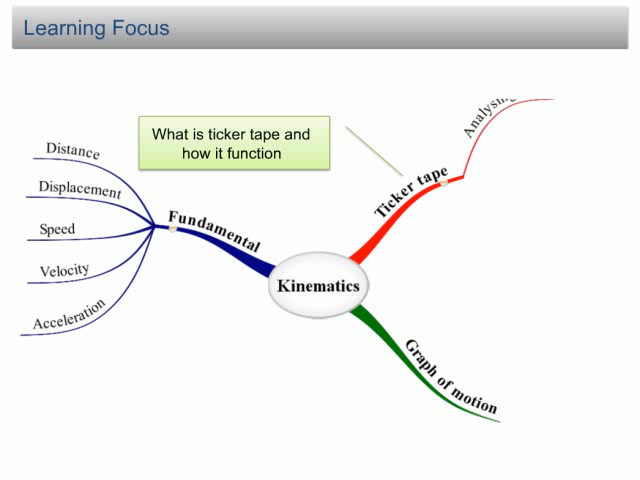 Learning Focus
What is ticker tape and
how it function
Ticker tape
Distance
Displacement
Speed
Velocity
Acceleration
Fundamental
Kinematics
Graph of motion